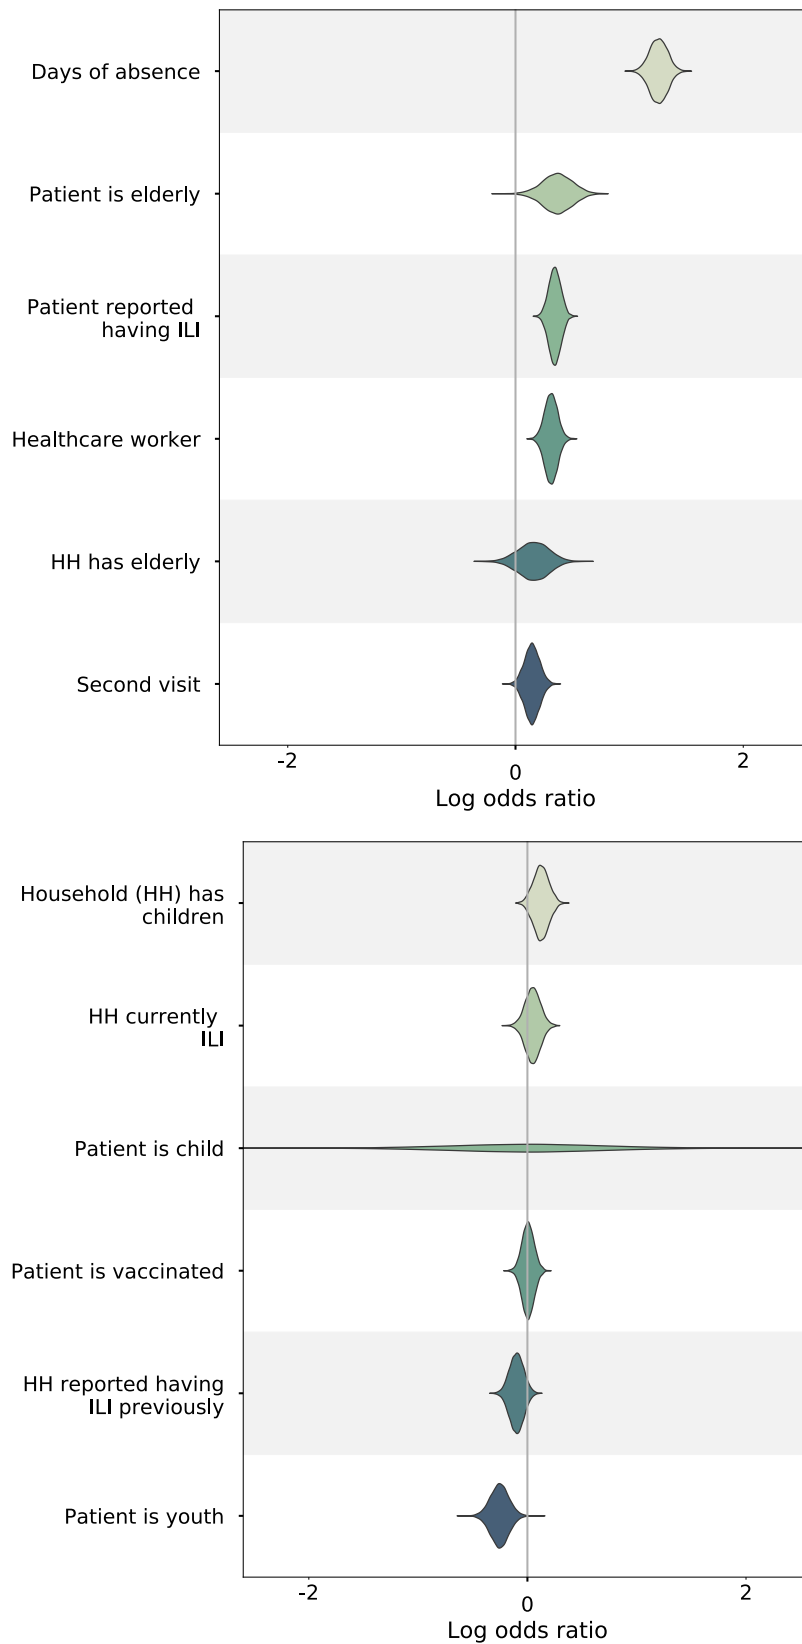 Days of absence
Patient is elderly
Patient reported
having ILI
Healthcare worker
HH has elderly
Second visit
-2
0
2
Log odds ratio
Household (HH) has
children
HH currently
ILI
Patient is child
Patient is vaccinated
HH reported having
ILI previously
Patient is youth
-2
0
2
Log odds ratio